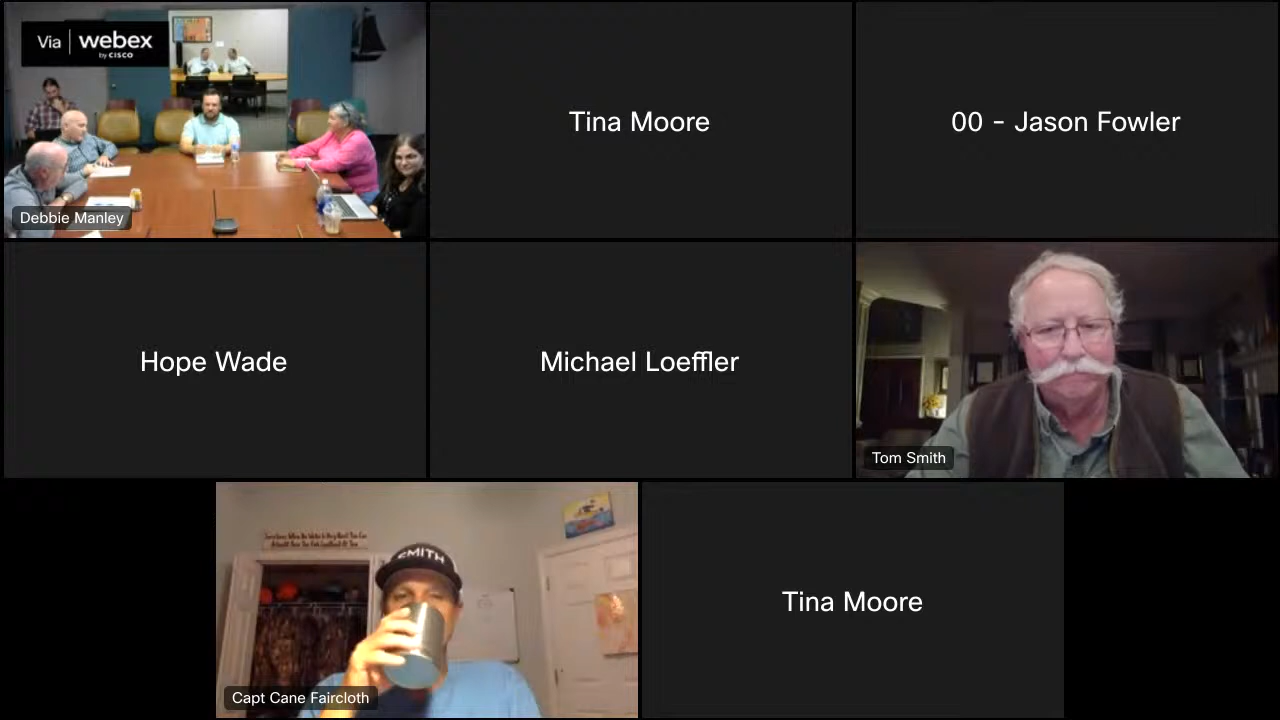 Via webex
by CISCO
Debbie Manley
Tina Moore
00 - Jason Fowler
Hope Wade
Michael Loeffler
Tom Smith
SMITH
Capt Cane Faircloth
Tina Moore